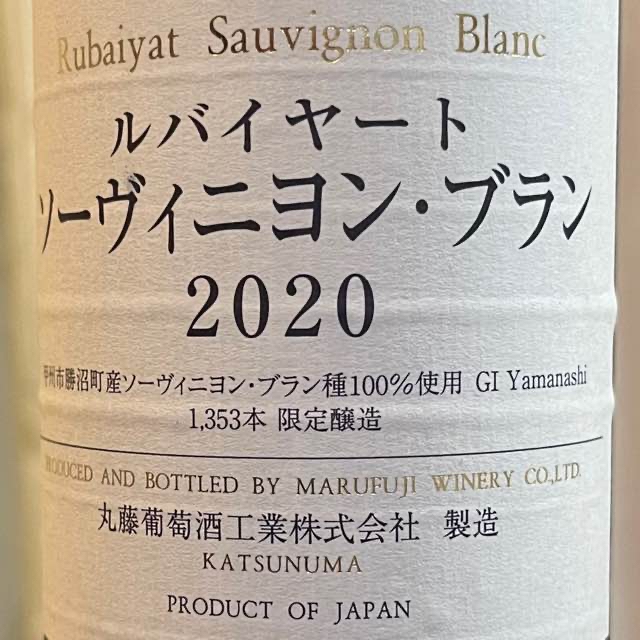 Rubaiyat Sauvignon Blanc
ルバイヤート
ソーヴィニヨン・ブラン
2020
甲州市勝沼町産ソーヴィニヨン・ブラン種100%使用 GI Yamanashi
1,353本 限定醸造
PRODUCED AND BOTTLED BY MARUFUJI WINERY CO.,LTD.
丸藤葡萄酒工業株式会社 製造
KATSUNUMA
PRODUCT OF JAPAN